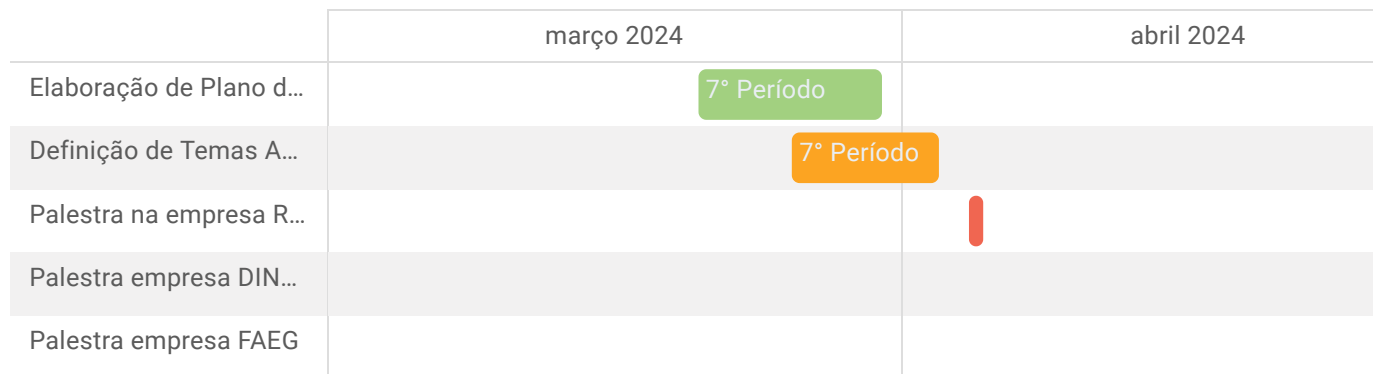 março 2024
abril 2024
Elaboração de Plano d...
7° Período
Definição de Temas A...
7° Período
Palestra na empresa R...
Palestra empresa DIN...
Palestra empresa FAEG